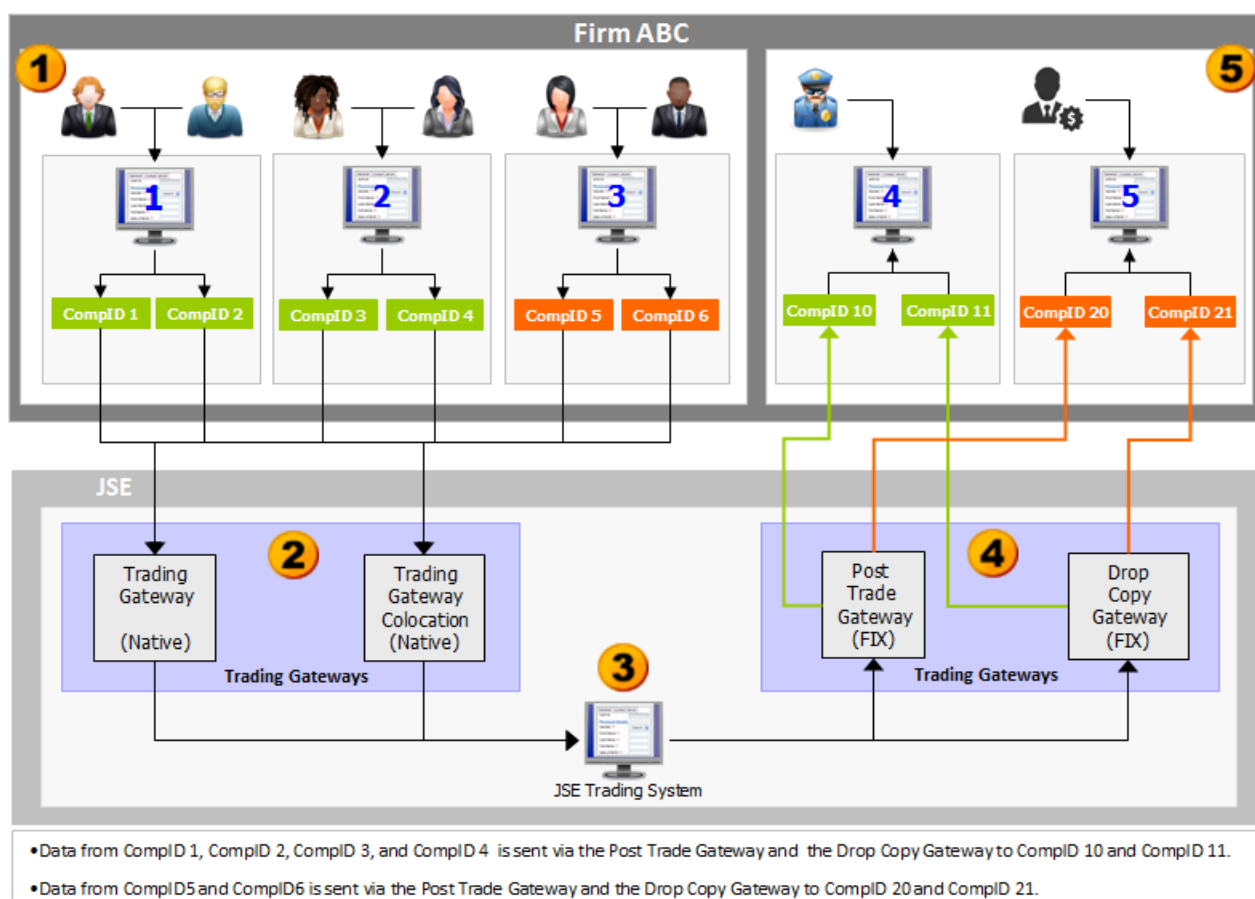 Firm ABC
1
5
1
2
3
4
5
CompID 1
CompID 2
CompID 3
CompID 4
CompID 5
CompID 6
CompID 10
CompID 11
CompID 20
CompID 21
$
JSE
2
4
Trading
Gateway
(Native)
Trading
Gateway
Colocation
(Native)
Trading Gateways
Post
Trade
Gateway
(FIX)
Drop
Copy
Gateway
(FIX)
Trading Gateways
3
JSE Trading System
•Data from CompID 1, CompID 2, CompID 3, and CompID 4 is sent via the Post Trade Gateway and the Drop Copy Gateway to CompID 10 and CompID 11.
•Data from CompID5 and CompID6 is sent via the Post Trade Gateway and the Drop Copy Gateway to CompID 20 and CompID 21.